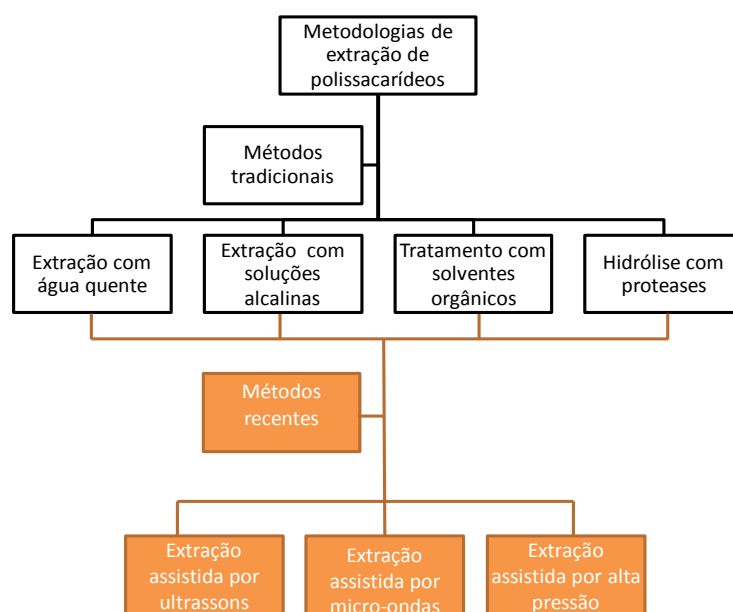 Metodologias de
extração de
polissacarídeos
Métodos
tradicionais
Extração com
água quente
Extração com
soluções
alcalinas
Tratamento com
solventes
orgânicos
Hidrólise com
proteases
Métodos
recentes
Extração
assistida por
ultrassons
Extração
assistida por
micro-ondas
Extração
assistida por alta
pressão